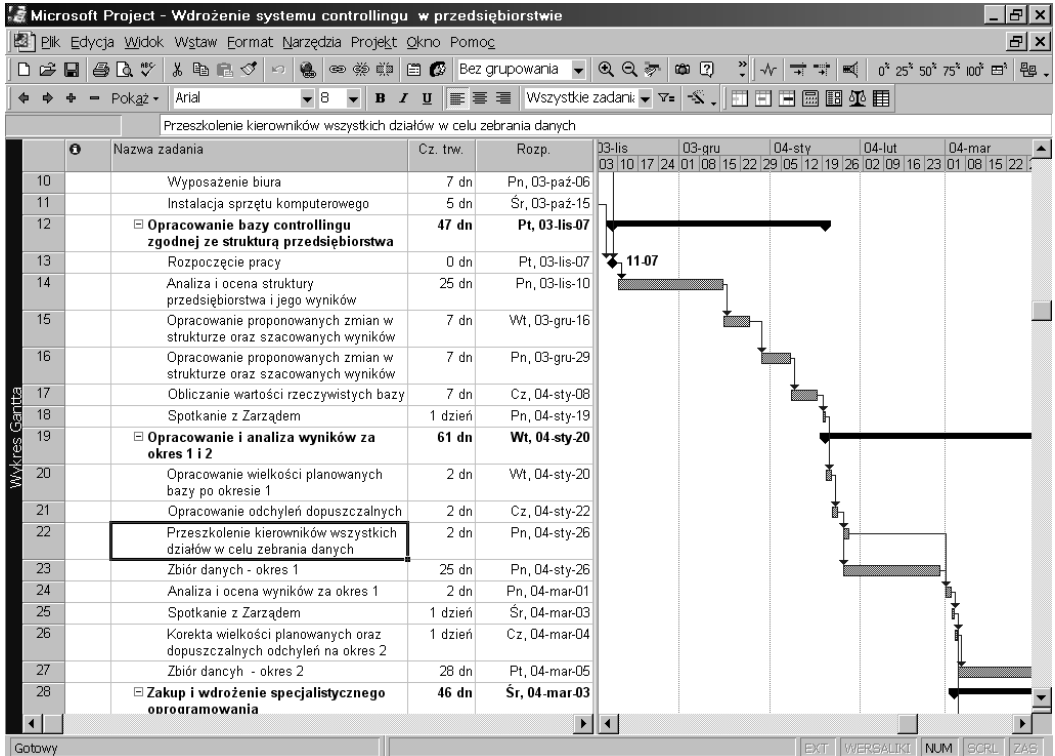 Microsoft Project - Wdrożenie systemu controllingu w przedsiębiorstwie
Plik Edycja Widok Wstaw Format Narzędzia Projekt Okno Pomoc
Bez grupowania
0% 25% 50% 75% 100%
Pokaż Arial 8 B I U Wszystkie zadani
Przeszkolenie kierowników wszystkich działów w celu zebrania danych
Nazwa zadania Cz. trw. Rozp. 03-lis 03-gru 04-sty 04-lut 04-mar
03 10 17 24 01 08 15 22 29 05 12 19 26 02 09 16 23 01 08 15 22
10 Wyposażenie biura 7 dn Pn, 03-paź-06
11 Instalacja sprzętu komputerowego 5 dn Śr, 03-paź-15
12 Opracowanie bazy controllingu 47 dn Pt, 03-lis-07
zgodnej ze strukturą przedsiębiorstwa
13 Rozpoczęcie pracy 0 dn Pt, 03-lis-07 11-07
14 Analiza i ocena struktury 25 dn Pn, 03-lis-10
przedsiębiorstwa i jego wyników
15 Opracowanie proponowanych zmian w 7 dn Wt, 03-gru-16
strukturze oraz szacowanych wyników
16 Opracowanie proponowanych zmian w 7 dn Pn, 03-gru-29
strukturze oraz szacowanych wyników
17 Obliczanie wartości rzeczywistych bazy 7 dn Cz, 04-sty-08
18 Spotkanie z Zarządem 1 dzień Pn, 04-sty-19
19 Opracowanie i analiza wyników za 61 dn Wt, 04-sty-20
okres 1 i 2
20 Opracowanie wielkości planowanych 2 dn Wt, 04-sty-20
bazy po okresie 1
21 Opracowanie odchyleń dopuszczalnych 2 dn Cz, 04-sty-22
22 Przeszkolenie kierowników wszystkich 2 dn Pn, 04-sty-26
działów w celu zebrania danych
23 Zbiór danych - okres 1 25 dn Pn, 04-sty-26
24 Analiza i ocena wyników za okres 1 2 dn Pn, 04-mar-01
25 Spotkanie z Zarządem 1 dzień Śr, 04-mar-03
26 Korekta wielkości planowanych oraz 1 dzień Cz, 04-mar-04
dopuszczalnych odchyleń na okres 2
27 Zbiór dancyh - okres 2 28 dn Pt, 04-mar-05
28 Zakup i wdrożenie specjalistycznego 46 dn Śr, 04-mar-03
oprogramowania
Wykres Gantta
Gotowy EXT WERSALIKI NUM SCRL ZAS